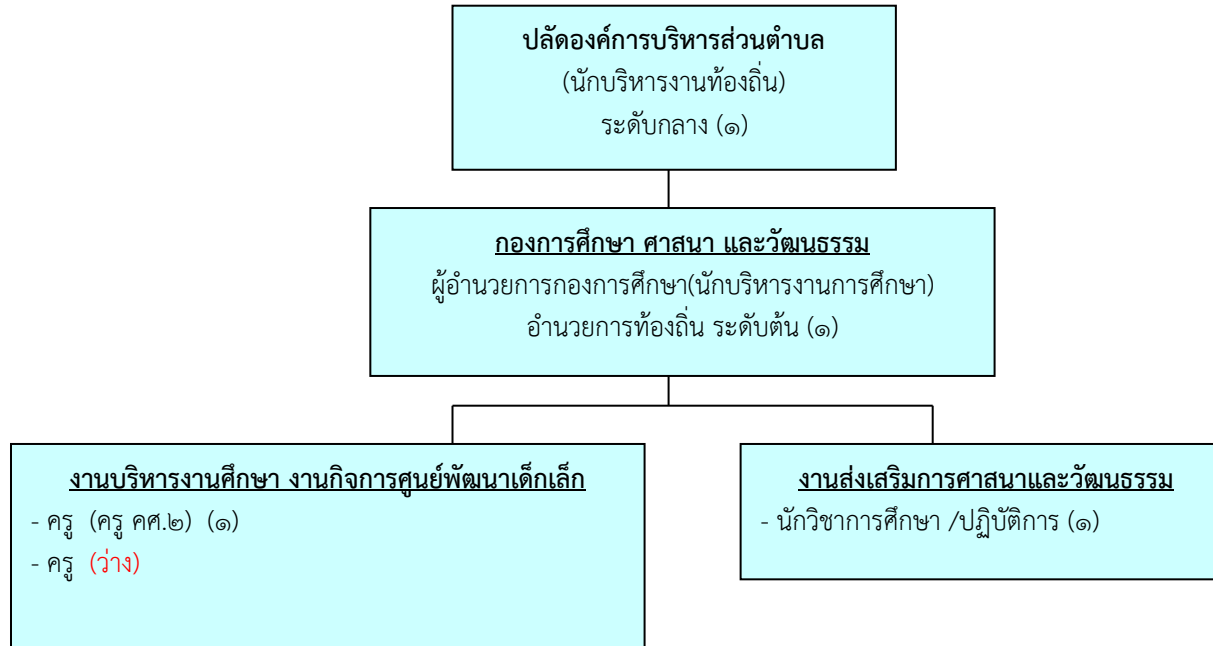 ปลัดองค์การบริหารส่วนตำบล
(นักบริหารงานท้องถิ่น)
ระดับกลาง (๑)
กองการศึกษา ศาสนา และวัฒนธรรม
ผู้อำนวยการกองการศึกษา(นักบริหารงานการศึกษา)
อำนวยการท้องถิ่น ระดับต้น (๑)
งานบริหารงานศึกษา งานกิจการศูนย์พัฒนาเด็กเล็ก
- ครู (ครู คศ.๒) (๑)
- ครู (ว่าง)
งานส่งเสริมการศาสนาและวัฒนธรรม
- นักวิชาการศึกษา /ปฏิบัติการ (๑)